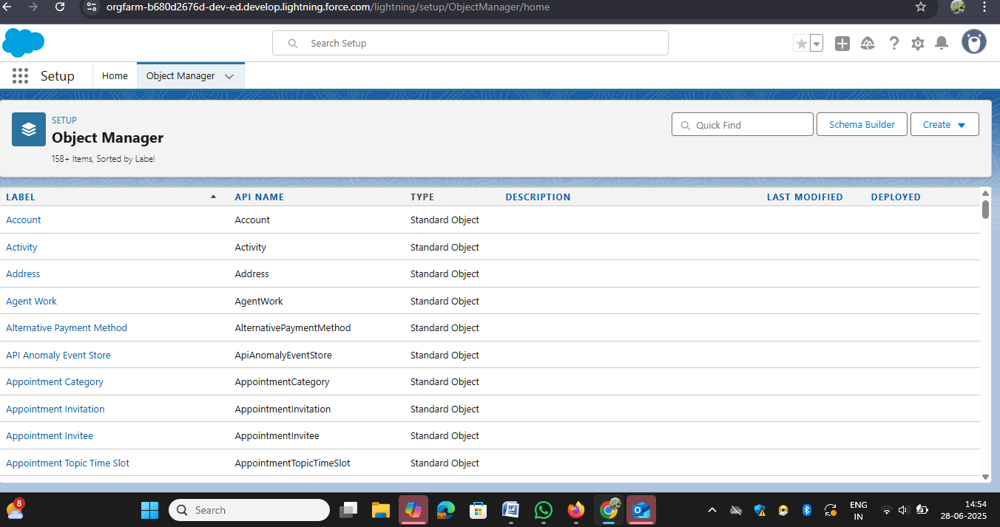 orgfarm-b680d2676d-dev-ed.develop.lightning.force.com/lightning/setup/ObjectManager/home
Search Setup
Setup Home Object Manager
SETUP
Object Manager
158+ Items, Sorted by Label
Quick Find Schema Builder Create
LABEL API NAME TYPE DESCRIPTION LAST MODIFIED DEPLOYED
Account Account Standard Object
Activity Activity Standard Object
Address Address Standard Object
Agent Work AgentWork Standard Object
Alternative Payment Method AlternativePaymentMethod Standard Object
API Anomaly Event Store ApiAnomalyEventStore Standard Object
Appointment Category AppointmentCategory Standard Object
Appointment Invitation AppointmentInvitation Standard Object
Appointment Invitee AppointmentInvitee Standard Object
Appointment Topic Time Slot AppointmentTopicTimeSlot Standard Object
8 Search ENG 14:54
IN 28-06-2025